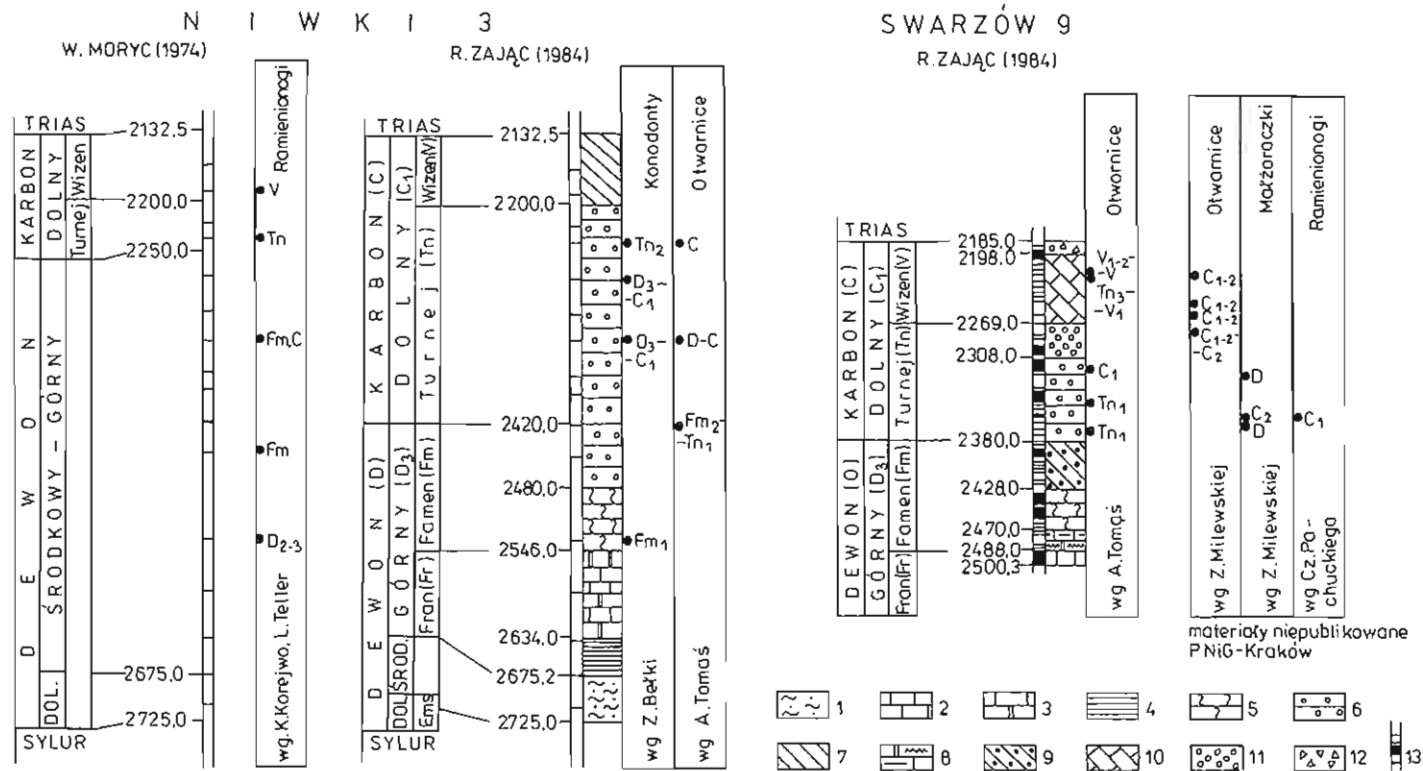 N I W K I 3
W. MORYC (1974)
Ramienionogi
TRIAS
KARBON
DOLNY
Turnej Wizen
2132,5
2200,0
2250,0
V
Tn
Fm,C
Fm
D2-3
D E W O N
ŚRODKOWY – GÓRNY
DOL.
2675,0
2725,0
SYLUR
wg. K.Korejwo, L.Teller
R. ZAJĄC (1984)
Konodonty
Otwarnice
TRIAS
KARBON (C)
DOLNY (C1)
Wizen(V)
Turnej (Tn)
2132,5
2200,0
Tn2
C
D3-
-C1
O3-
-C1
D-C
2420,0
Fm2-
-Tn1
DEWON (D)
GÓRNY (D3)
Famen (Fm)
Fran (Fr)
ŚROD.
DOL.
Ems
2480,0
2546,0
Fm1
2634,0
2675,2
2725,0
SYLUR
wg Z.Bełki
wg A.Tomaś
SWARZÓW 9
R.ZAJĄC (1984)
Otwornice
TRIAS
KARBON (C)
DOLNY (C1)
Turnej(Tn) Wizen(V)
2185,0
2198,0
2269,0
2308,0
2380,0
V1-2-
-V
Tn3-
-V1
C1
Tn1
Tn1
DEWON (O)
GÓRNY (D3)
Fran(Fr) Famen (Fm)
2428,0
2470,0
2488,0
2500,3
wg A.Tomaś
Otwornice
Małżoraczki
Ramienionogi
C1-2
C1-2
C1-2
C1-2-
-C2
D
C2
D
C1
wg Z.Milewskiej
wg Z.Milewskiej
wg Cz.Pa-
chuckiego
materiały niepublikowane
PNiG-Kraków
1 2 3 4 5 6
7 8 9 10 11 12 13